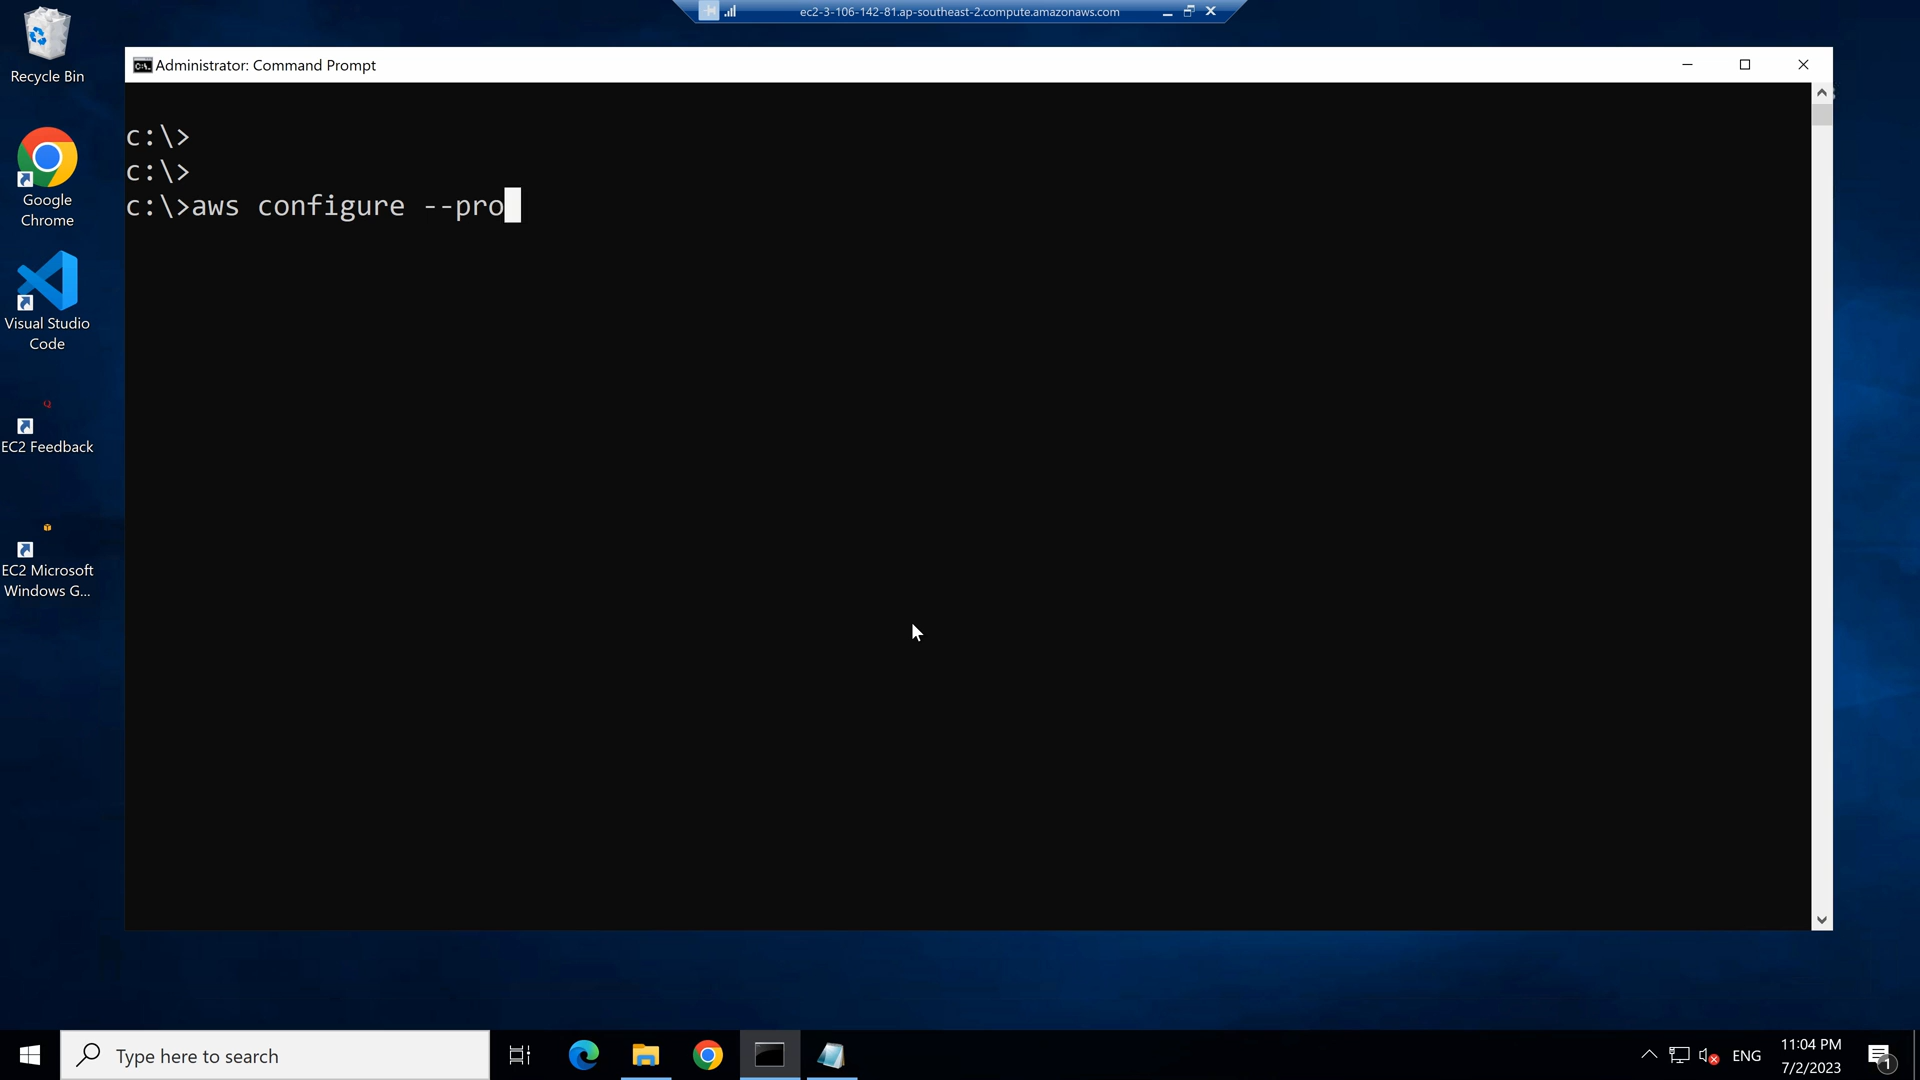 ec2-3-106-142-81.ap-southeast-2.compute.amazonaws.com
Recycle Bin
Google
Chrome
Visual Studio
Code
EC2 Feedback
EC2 Microsoft
Windows G...
Administrator: Command Prompt
c:\>
c:\>
c:\>aws configure --pro
Type here to search
ENG
11:04 PM
7/2/2023
1